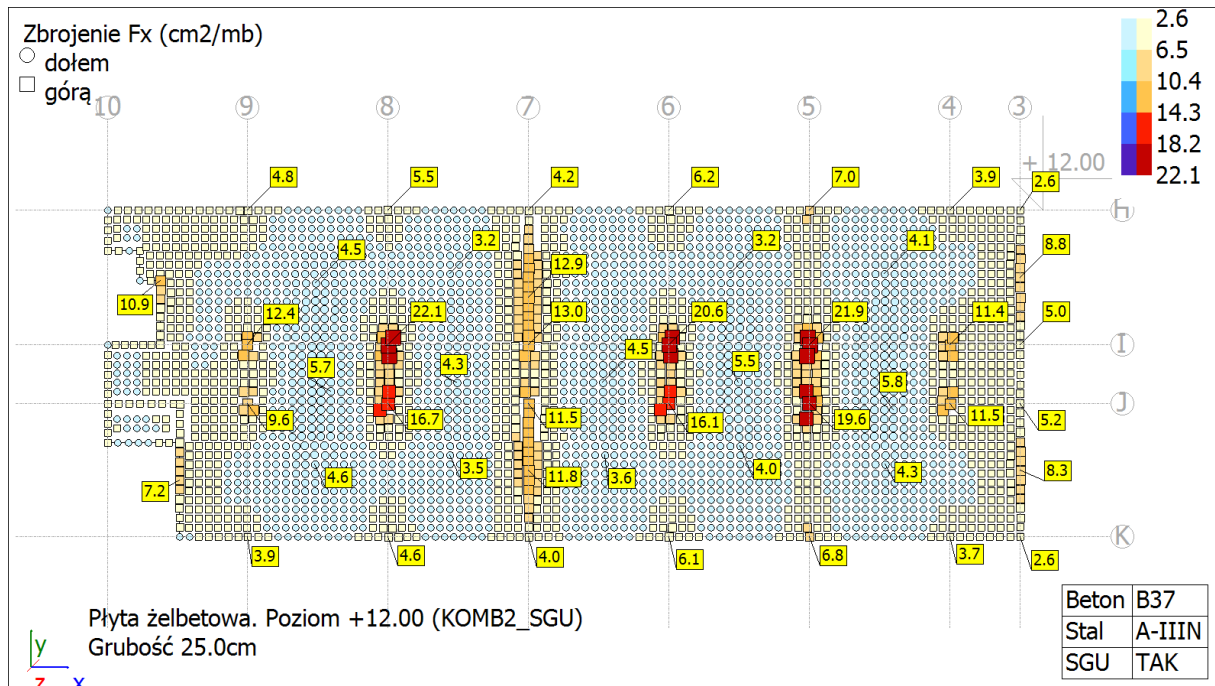 Zbrojenie Fx (cm2/mb)
dołem
górą
2.6
6.5
10.4
14.3
18.2
22.1
10 9 8 7 6 5 4 3
+ 12.00
4.8 5.5 4.2 6.2 7.0 3.9 2.6
H
4.5 3.2 3.2 4.1 8.8
12.9
10.9 12.4 22.1 13.0 20.6 21.9 11.4 5.0
I
5.7 4.3 4.5 5.5 5.8
J
9.6 16.7 11.5 16.1 19.6 11.5 5.2
7.2 4.6 3.5 11.8 3.6 4.0 4.3 8.3
K
3.9 4.6 4.0 6.1 6.8 3.7 2.6
Płyta żelbetowa. Poziom +12.00 (KOMB2_SGU)
Grubość 25.0cm
Beton B37
Stal A-IIIN
SGU TAK
y
z x